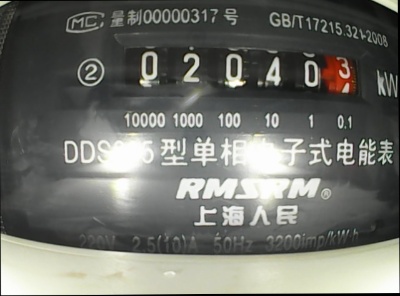 MC 量制00000317号 GB/T17215.321-2008
② 0 2 0 4 0 kW
10000 1000 100 10 1 0.1
型单相电子式电能表
RMSRM®
上海人民
220V 2.5(10)A 50Hz 3200imp/kW·h